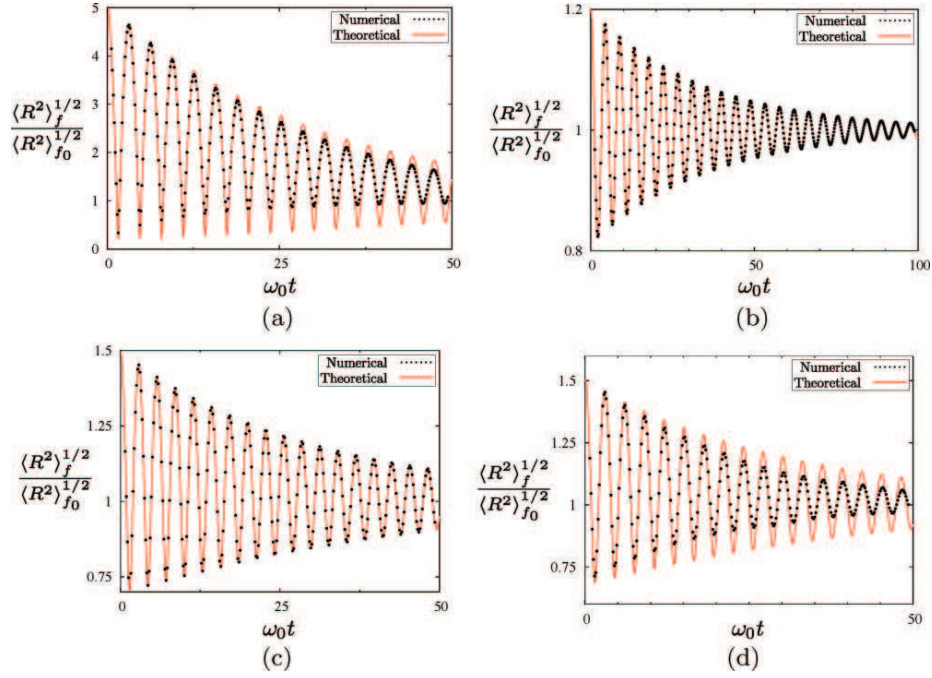 5
4
3
2
1
0
0
25
50
Numerical
Theoretical
⟨R²⟩_f^{1/2}
⟨R²⟩_{f₀}^{1/2}
ω₀t
(a)
1.2
1
0.8
0
50
100
Numerical
Theoretical
⟨R²⟩_f^{1/2}
⟨R²⟩_{f₀}^{1/2}
ω₀t
(b)
1.5
1.25
1
0.75
0
25
50
Numerical
Theoretical
⟨R²⟩_f^{1/2}
⟨R²⟩_{f₀}^{1/2}
ω₀t
(c)
1.5
1.25
1
0.75
0
25
50
Numerical
Theoretical
⟨R²⟩_f^{1/2}
⟨R²⟩_{f₀}^{1/2}
ω₀t
(d)